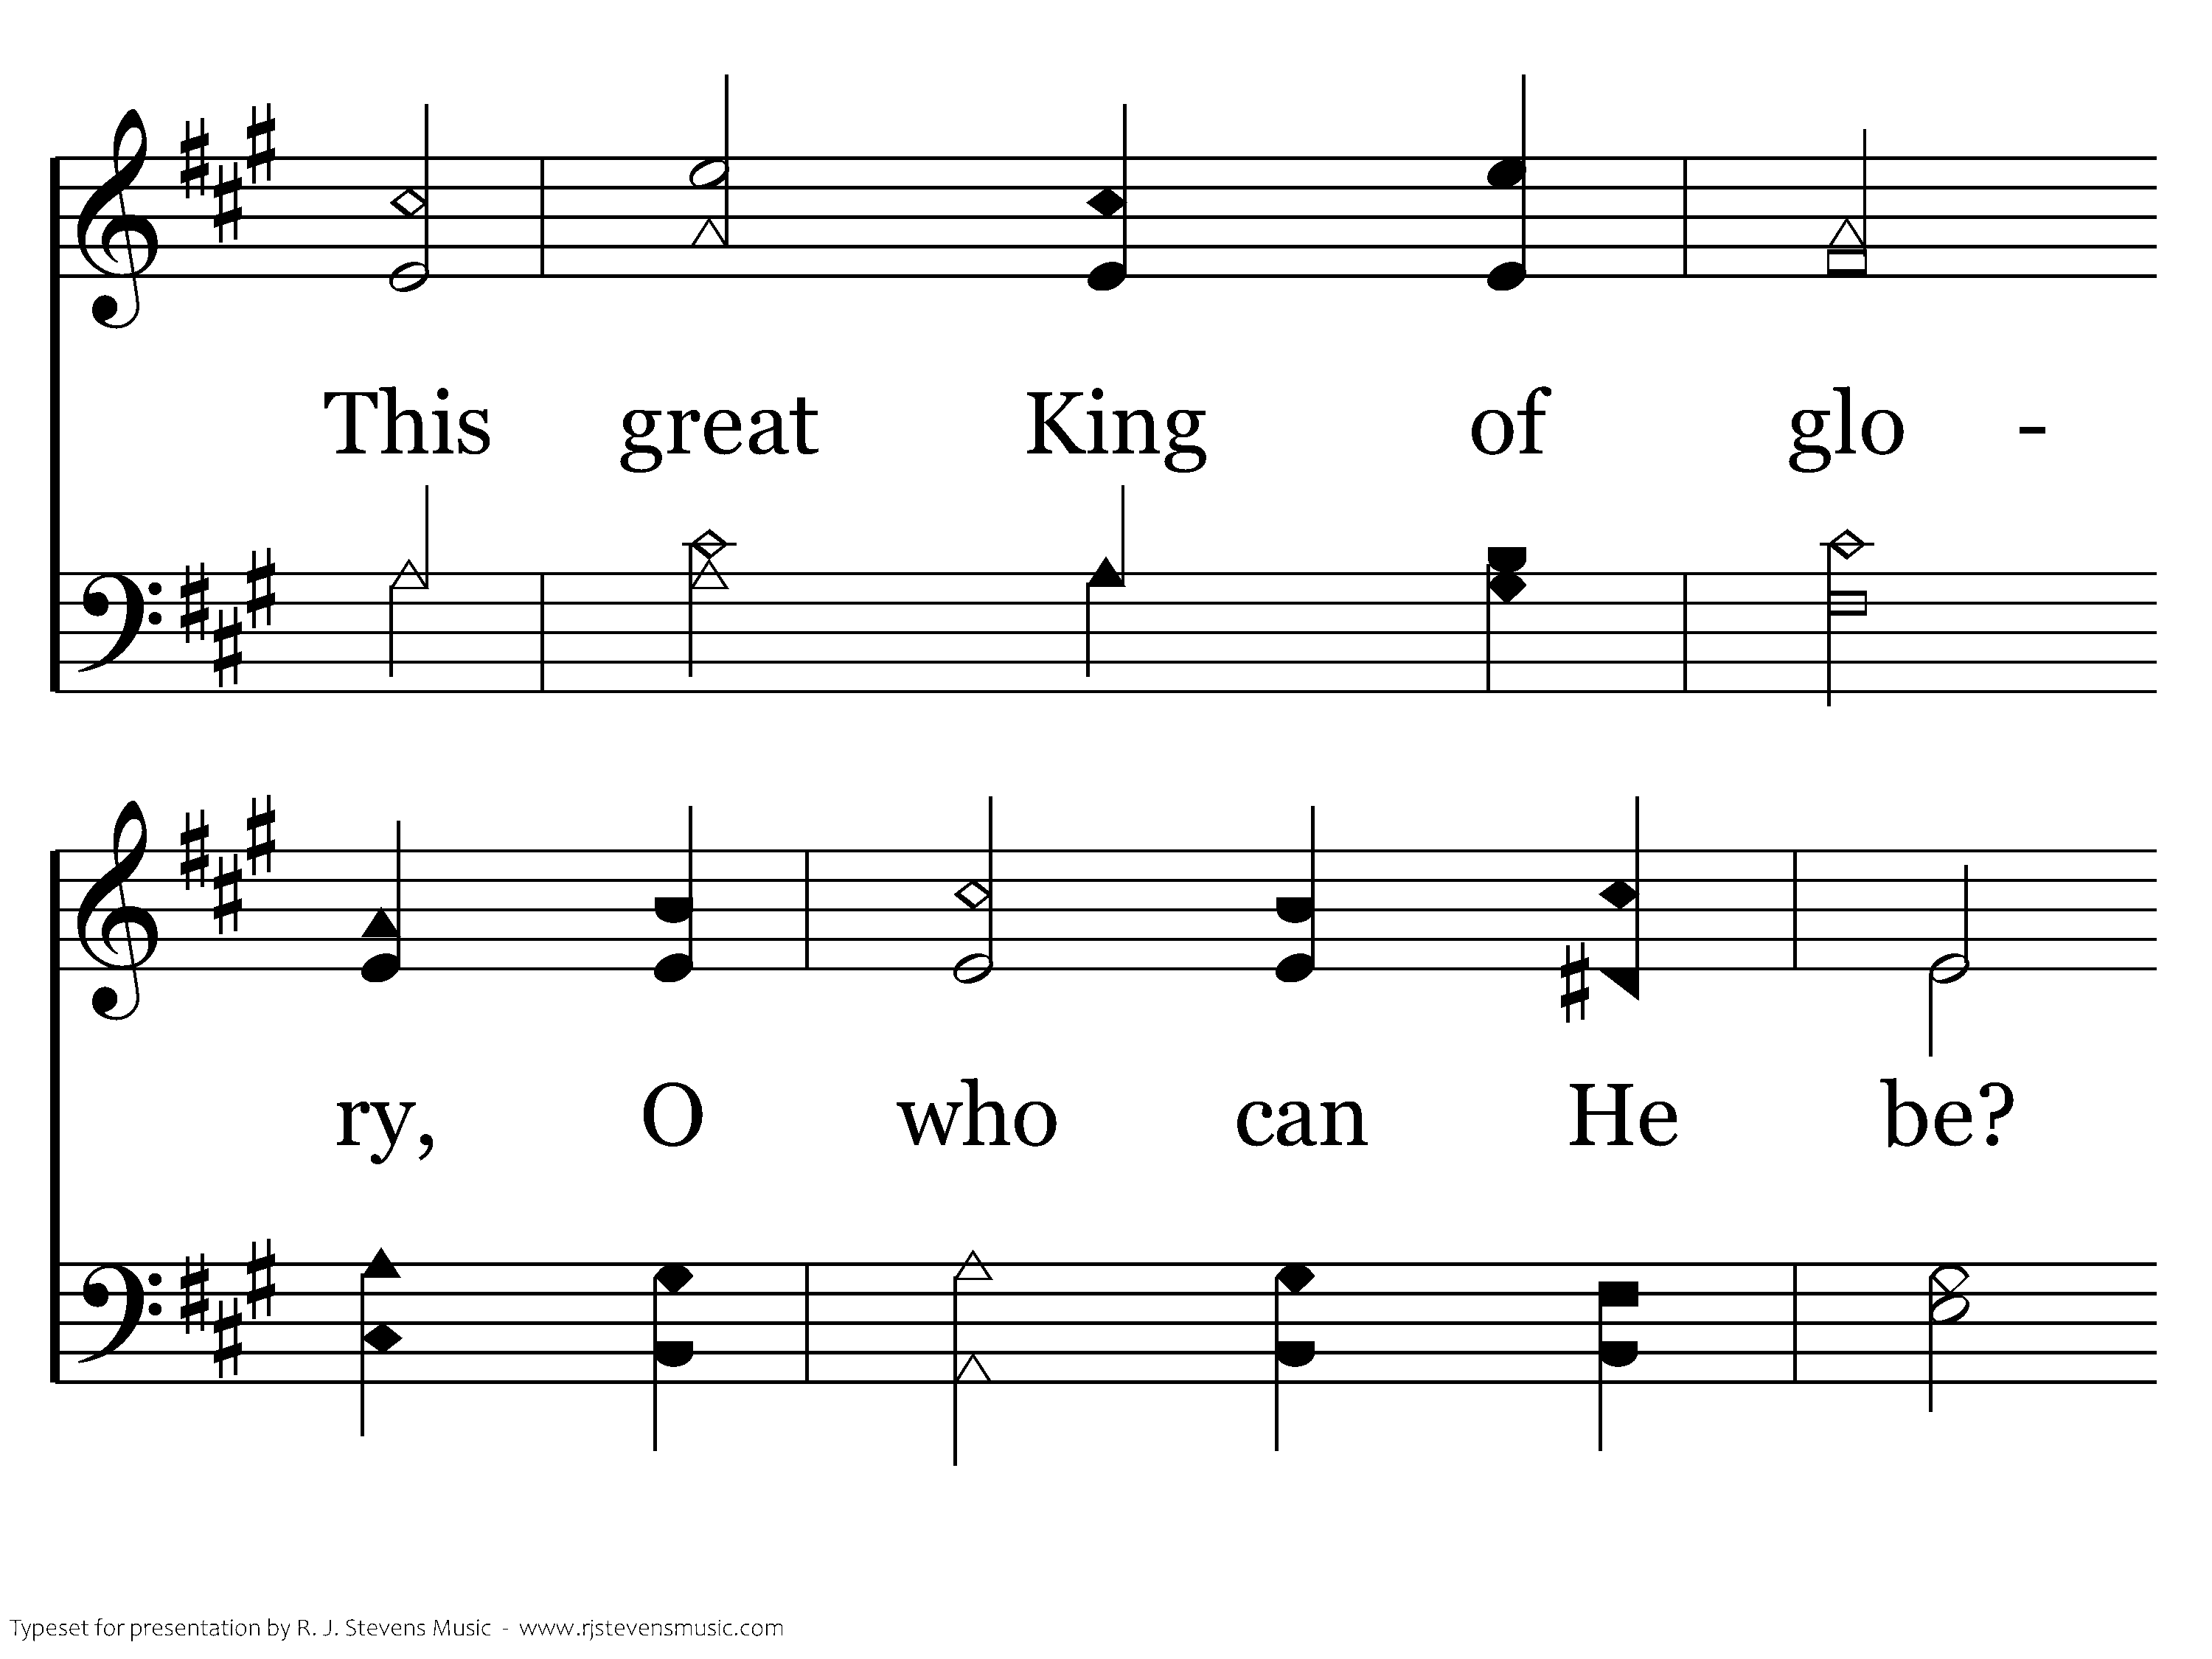 This great King of glo -
ry, O who can He be?
Typeset for presentation by R. J. Stevens Music - www.rjstevensmusic.com